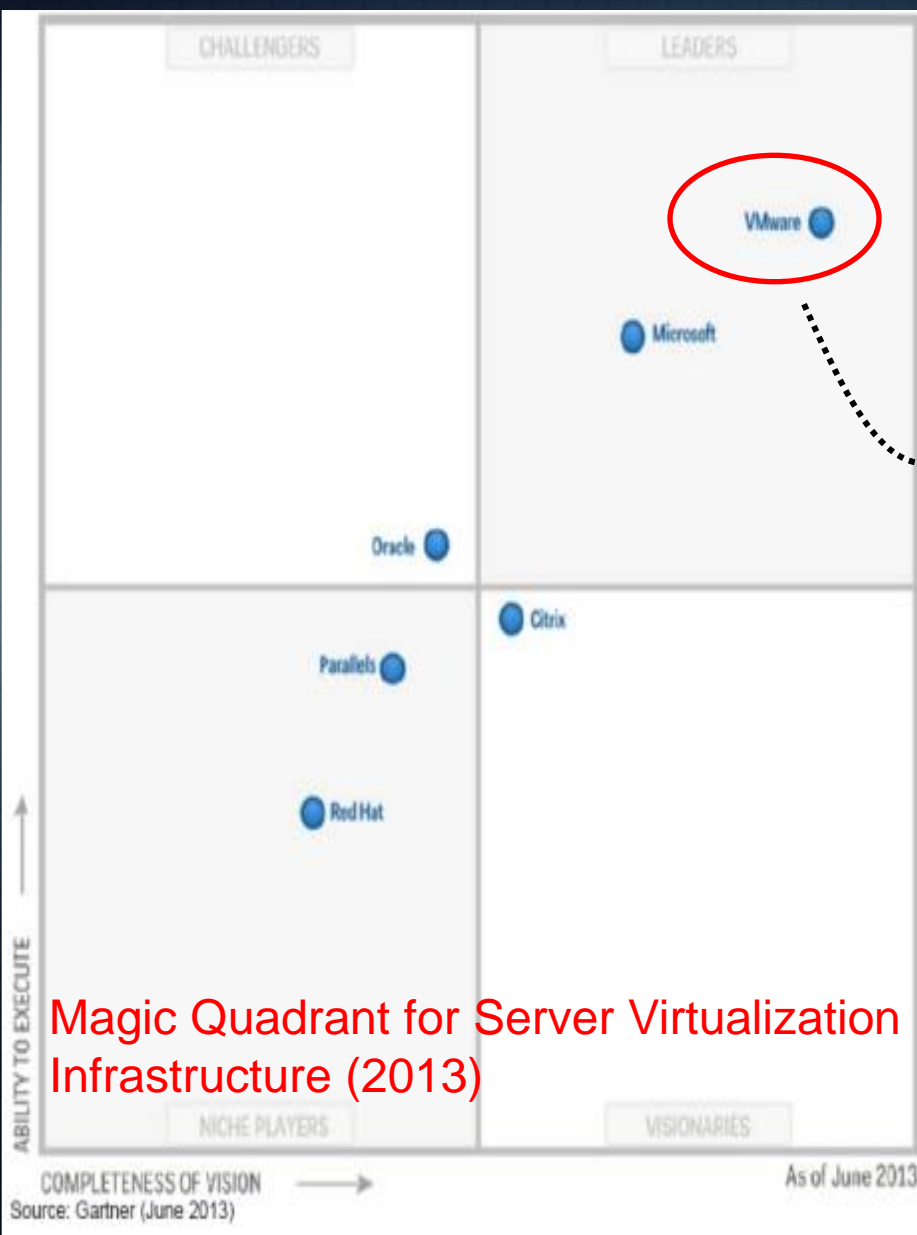 CHALLENGERS
LEADERS
VMware
Microsoft
Oracle
Citrix
Parallels
Red Hat
ABILITY TO EXECUTE
Magic Quadrant for Server Virtualization
Infrastructure (2013)
NICHE PLAYERS
VISIONARIES
COMPLETENESS OF VISION
As of June 2013
Source: Gartner (June 2013)